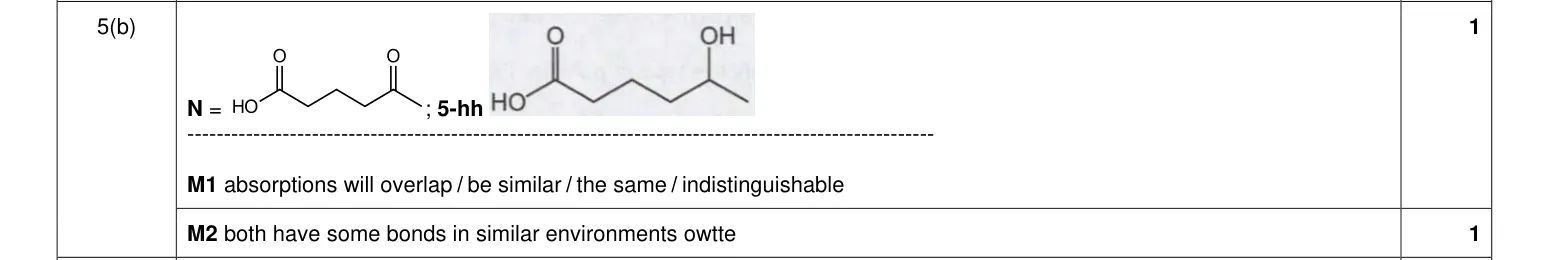 5(b)
1
O O
O OH
N = HO ; 5-hh HO
--------------------------------------------------------------------------------------------------------
M1 absorptions will overlap / be similar / the same / indistinguishable
M2 both have some bonds in similar environments owtte
1